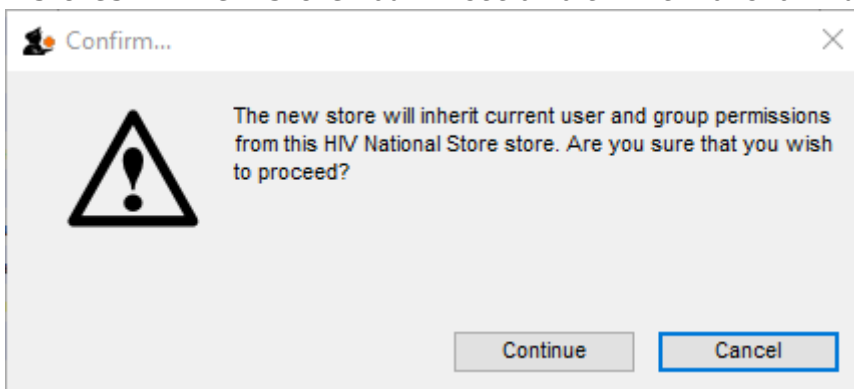 Confirm...
The new store will inherit current user and group permissions
from this HIV National Store store. Are you sure that you wish
to proceed?
Continue
Cancel